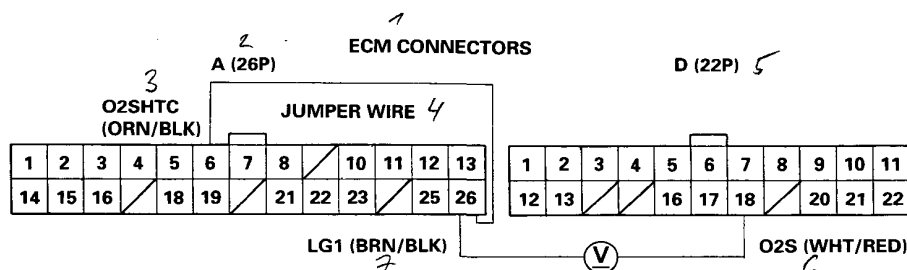 1
ECM CONNECTORS
2
A (26P)
D (22P) 5
3
O2SHTC
(ORN/BLK)
JUMPER WIRE 4
1 2 3 4 5 6 7 8 10 11 12 13
14 15 16 18 19 21 22 23 25 26
1 2 3 4 5 6 7 8 9 10 11
12 13 16 17 18 20 21 22
LG1 (BRN/BLK)
7
V
O2S (WHT/RED)